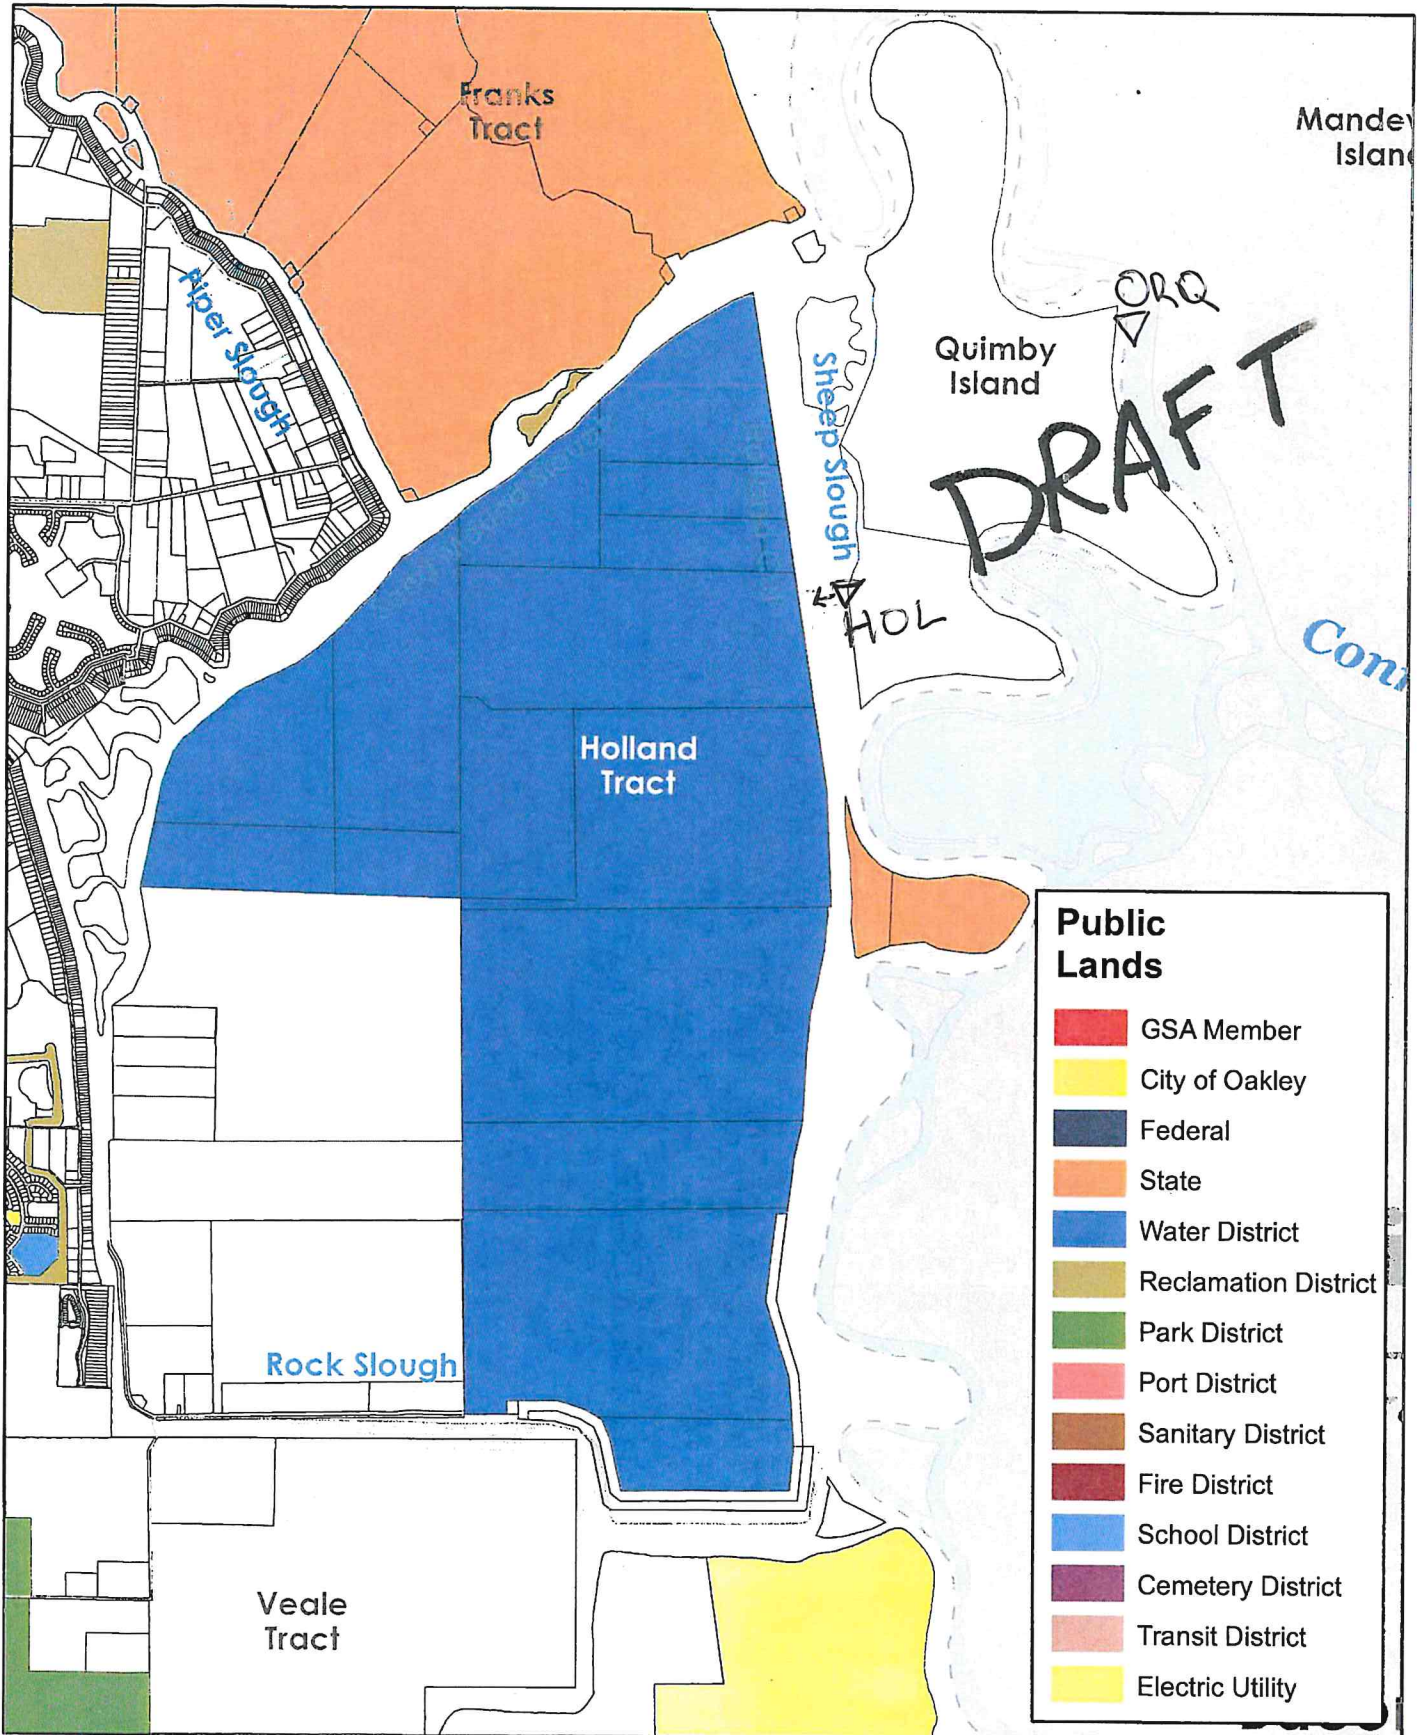 Franks
Tract
Mandev
Islan
Piper Slough
ORQ
Quimby
Island
Sheep Slough
DRAFT
HOL
Conn
Holland
Tract
Public
Lands
GSA Member
City of Oakley
Federal
State
Water District
Reclamation District
Park District
Port District
Sanitary District
Fire District
School District
Cemetery District
Transit District
Electric Utility
Rock Slough
Veale
Tract